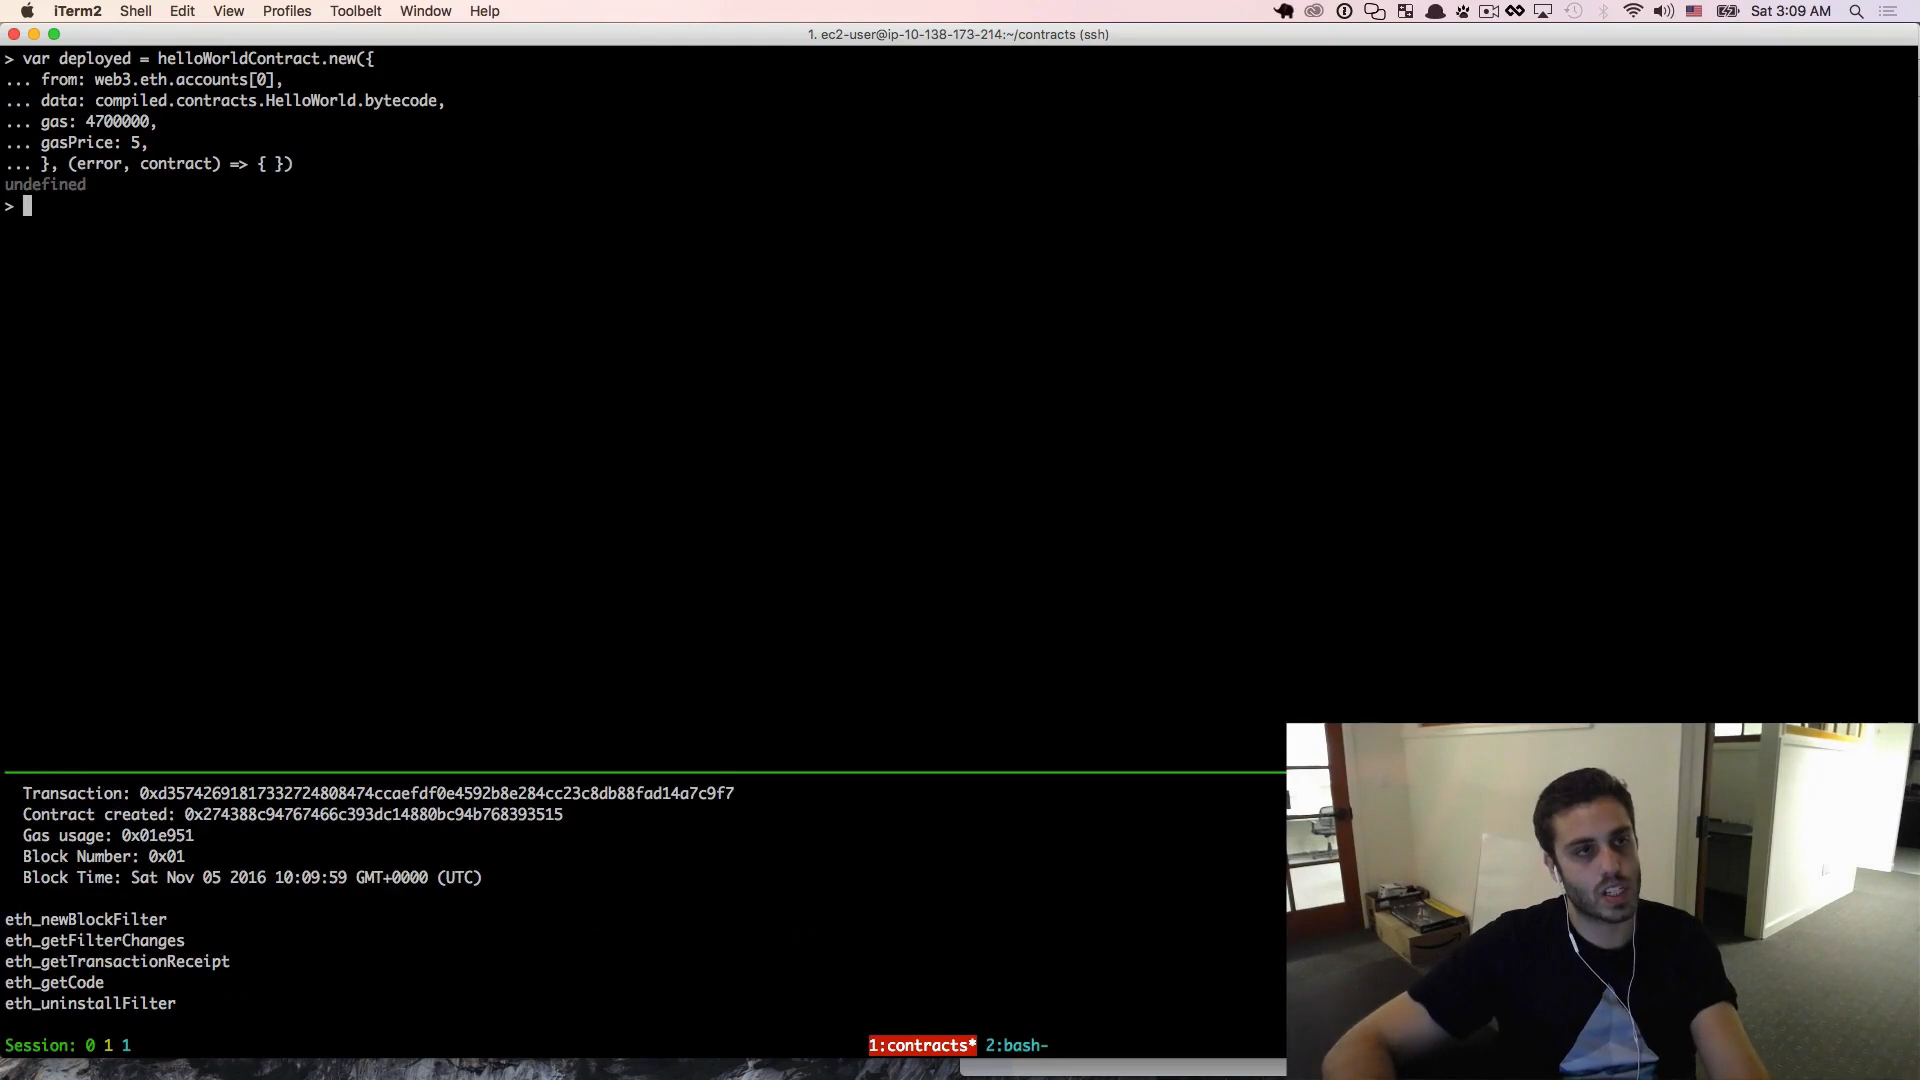 iTerm2 Shell Edit View Profiles Toolbelt Window Help Sat 3:09 AM
1. ec2-user@ip-10-138-173-214:~/contracts (ssh)
> var deployed = helloWorldContract.new({
... from: web3.eth.accounts[0],
... data: compiled.contracts.HelloWorld.bytecode,
... gas: 4700000,
... gasPrice: 5,
... }, (error, contract) => { })
undefined
>
Transaction: 0xd35742691817332724808474ccaefdf0e4592b8e284cc23c8db88fad14a7c9f7
Contract created: 0x274388c94767466c393dc14880bc94b768393515
Gas usage: 0x01e951
Block Number: 0x01
Block Time: Sat Nov 05 2016 10:09:59 GMT+0000 (UTC)
eth_newBlockFilter
eth_getFilterChanges
eth_getTransactionReceipt
eth_getCode
eth_uninstallFilter
Session: 0 1 1 1:contracts* 2:bash-